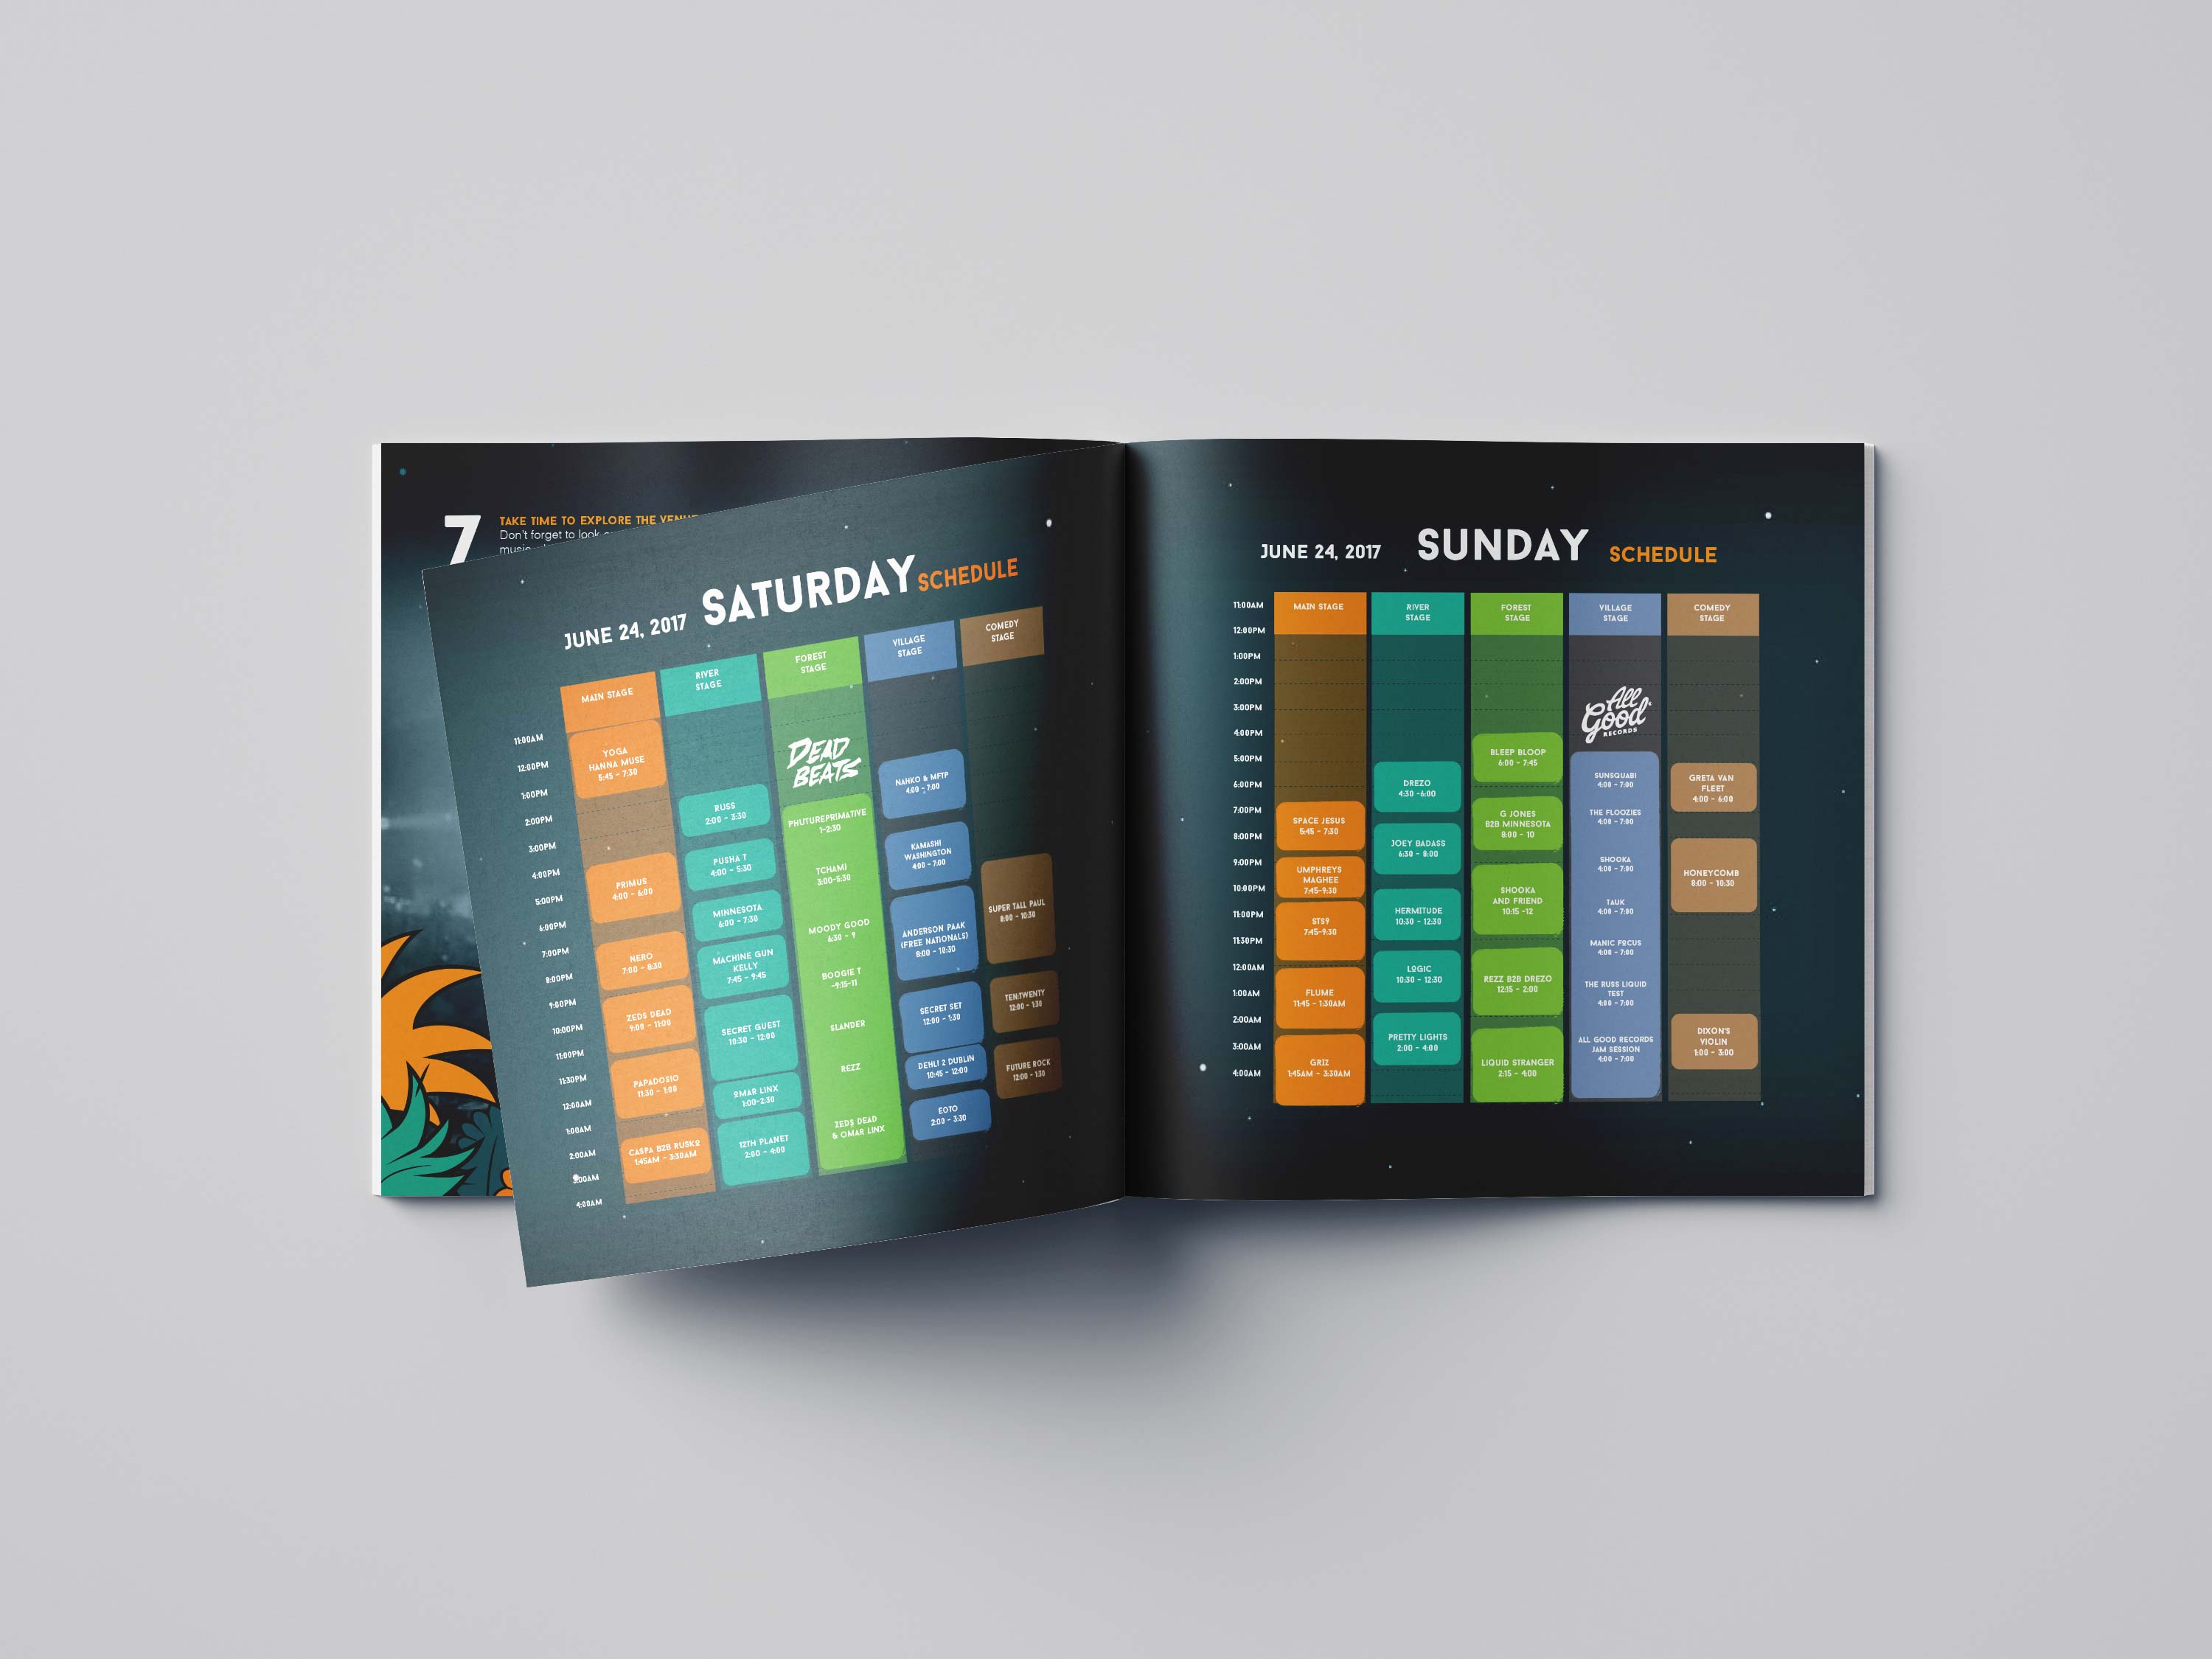 7
TAKE TIME TO EXPLORE THE VENUE
Don't forget to look
music
JUNE 24, 2017 SATURDAY SCHEDULE
MAIN STAGE
RIVER
STAGE
FOREST
STAGE
VILLAGE
STAGE
COMEDY
STAGE
11:00AM
12:00PM
1:00PM
2:00PM
3:00PM
4:00PM
5:00PM
6:00PM
7:00PM
8:00PM
9:00PM
10:00PM
11:00PM
11:30PM
12:00AM
1:00AM
2:00AM
3:00AM
4:00AM
YOGA
HANNA MUSE
5:45 - 7:30
PRIMUS
4:00 - 6:00
NERO
7:00 - 8:30
ZEDS DEAD
9:00 - 11:00
PAPADOSIO
11:30 - 1:00
CASPA B2B RUSKO
1:45AM - 3:30AM
RUSS
2:00 - 3:30
PUSHA T
4:00 - 5:30
MINNESOTA
6:00 - 7:30
MACHINE GUN
KELLY
7:45 - 9:45
SECRET GUEST
10:30 - 12:00
OMAR LINX
1:00-2:30
12TH PLANET
2:00 - 4:00
DEAD
BEATS
PHUTUREPRIMATIVE
1-2:30
TCHAMI
3:00-5:30
MOODY GOOD
6:30 - 9
BOOGIE T
-9:15-11
SLANDER
REZZ
ZEDS DEAD
& OMAR LINX
NAHKO & MFTP
4:00 - 7:00
KAMASHI
WASHINGTON
4:00 - 7:00
ANDERSON PAAK
(FREE NATIONALS)
8:00 - 10:30
SECRET SET
12:00 - 1:30
DEHLI 2 DUBLIN
10:45 - 12:00
EOTO
2:00 - 3:30
SUPER TALL PAUL
8:00 - 10:30
TEN:TWENTY
12:00 - 1:30
FUTURE ROCK
12:00 - 1:30
JUNE 24, 2017 SUNDAY SCHEDULE
MAIN STAGE
RIVER
STAGE
FOREST
STAGE
VILLAGE
STAGE
COMEDY
STAGE
11:00AM
12:00PM
1:00PM
2:00PM
3:00PM
4:00PM
5:00PM
6:00PM
7:00PM
8:00PM
9:00PM
10:00PM
11:00PM
11:30PM
12:00AM
1:00AM
2:00AM
3:00AM
4:00AM
SPACE JESUS
5:45 - 7:30
UMPHREYS
MAGHEE
7:45-9:30
STS9
7:45-9:30
FLUME
11:45 - 1:30AM
GRIZ
1:45AM - 3:30AM
DREZO
4:30 -6:00
JOEY BADASS
6:30 - 8:00
HERMITUDE
10:30 - 12:30
LOGIC
10:30 - 12:30
PRETTY LIGHTS
2:00 - 4:00
BLEEP BLOOP
6:00 - 7:45
G JONES
B2B MINNESOTA
8:00 - 10
SHOOKA
AND FRIEND
10:15 -12
REZZ B2B DREZO
12:15 - 2:00
LIQUID STRANGER
2:15 - 4:00
All
Good
RECORDS
SUNSQUABI
4:00 - 7:00
THE FLOOZIES
4:00 - 7:00
SHOOKA
4:00 - 7:00
TAUK
4:00 - 7:00
MANIC FOCUS
4:00 - 7:00
THE RUSS LIQUID
TEST
4:00 - 7:00
ALL GOOD RECORDS
JAM SESSION
4:00 - 7:00
GRETA VAN
FLEET
4:00 - 6:00
HONEYCOMB
8:00 - 10:30
DIXON'S
VIOLIN
1:00 - 3:00